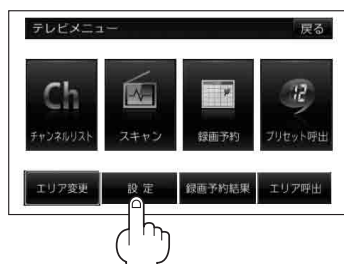 テレビメニュー
戻る
Ch
12
チャンネルリスト
スキャン
録画予約
プリセット呼出
エリア変更
設定
録画予約結果
エリア呼出